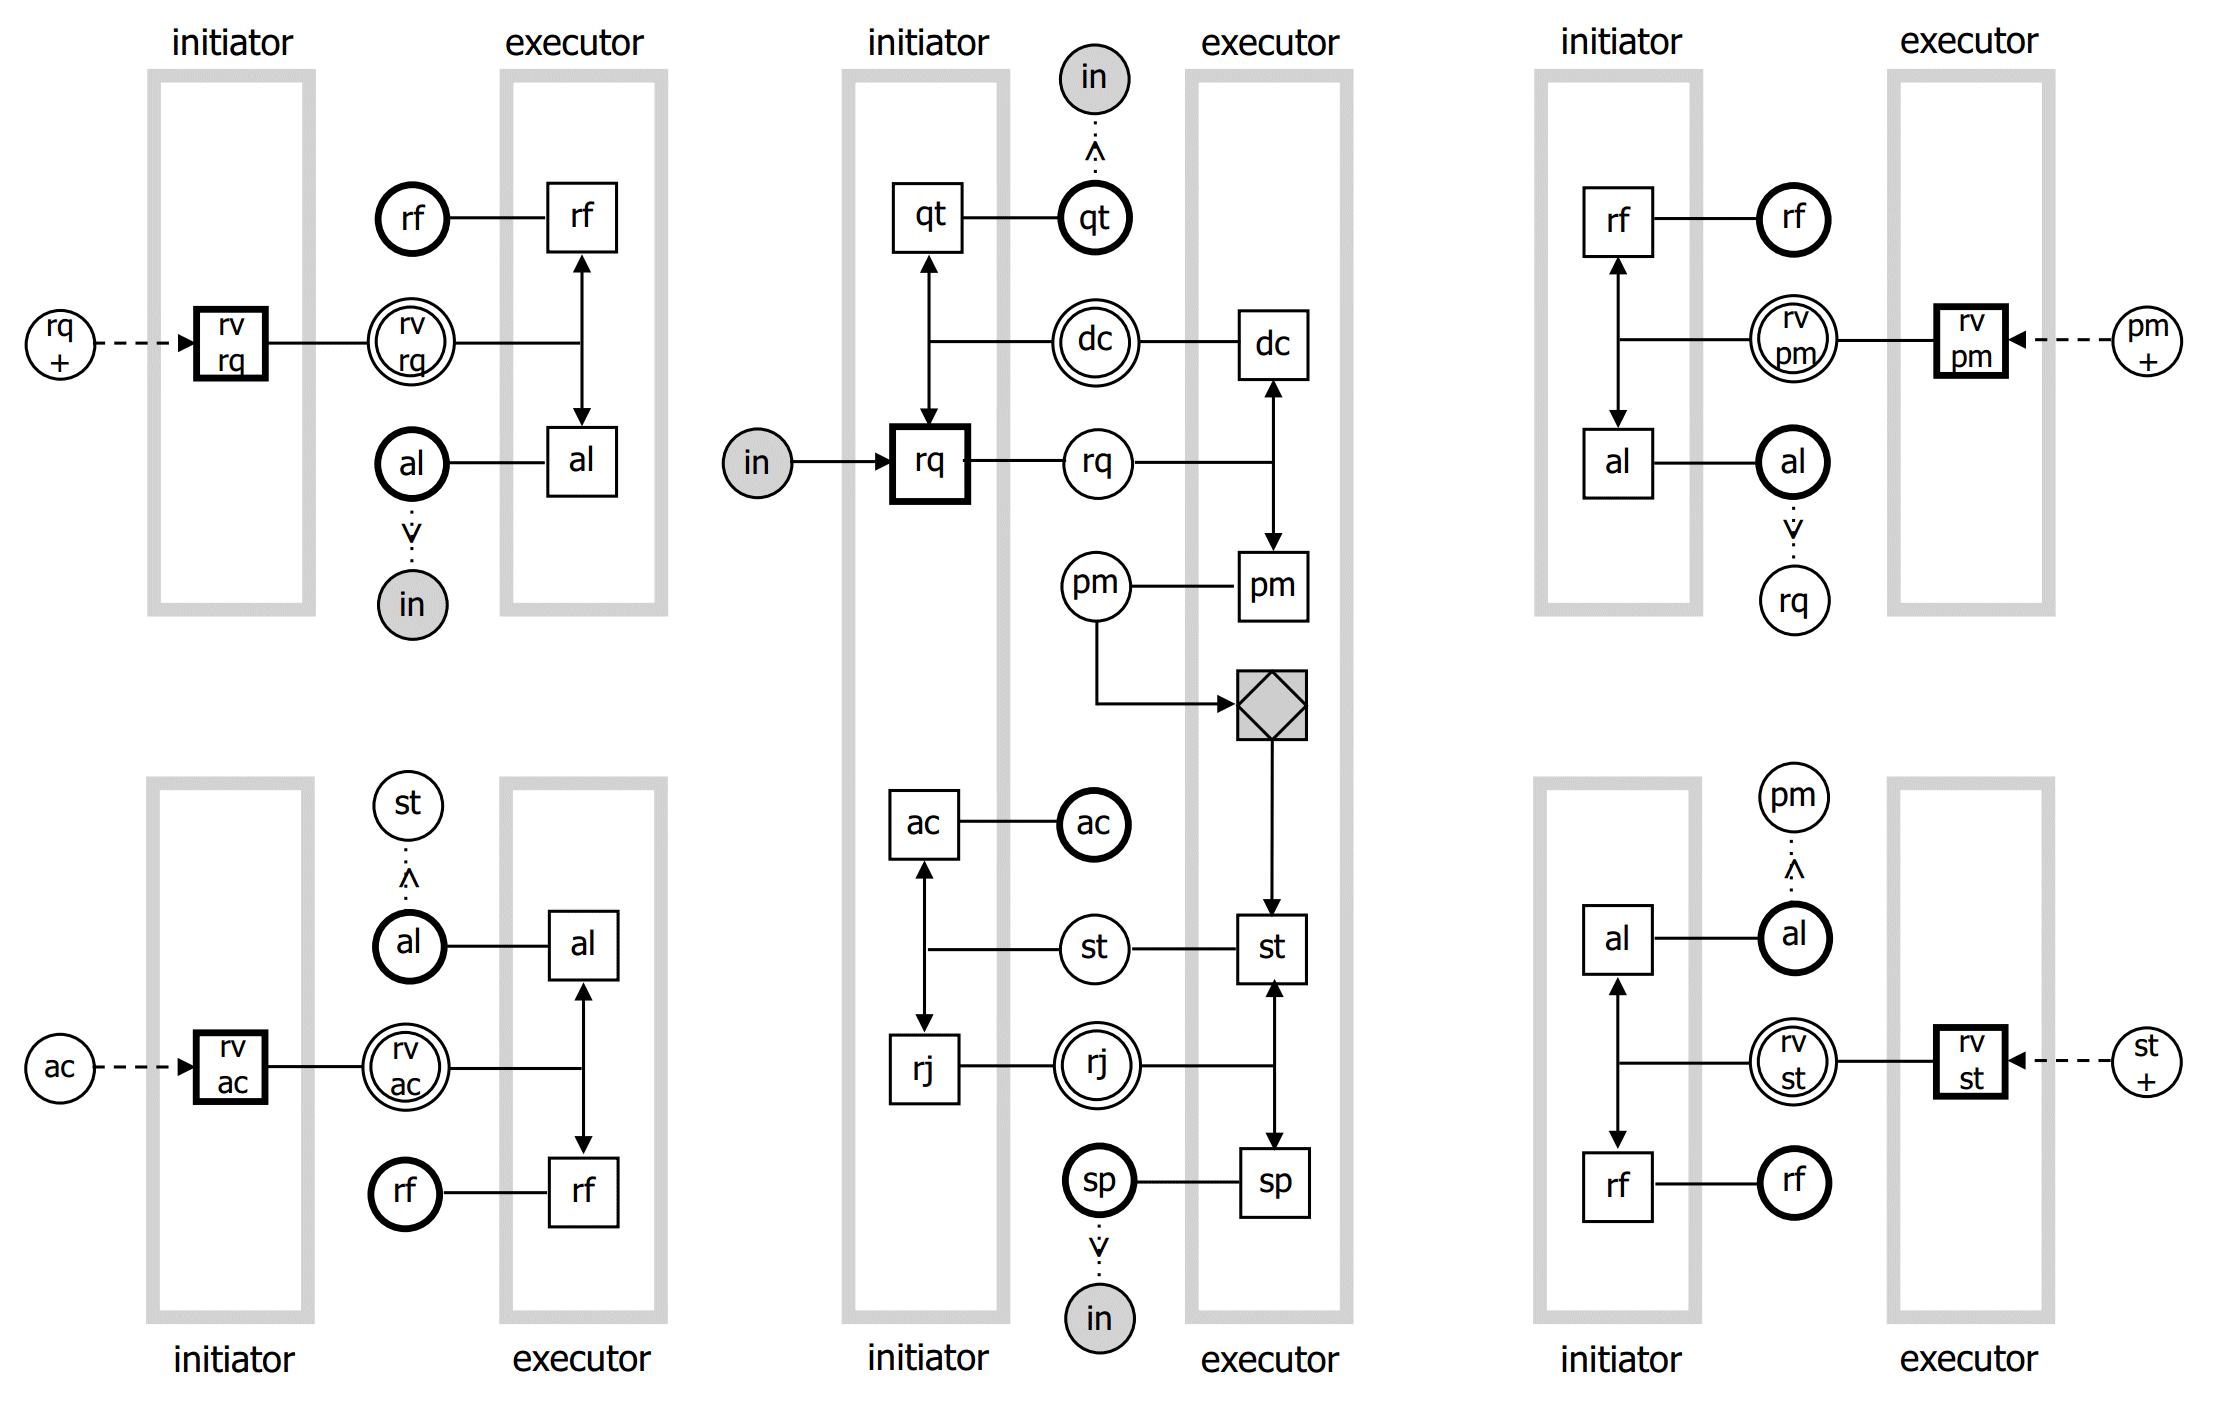 initiator
executor
rf
rf
rq
+
rv
rq
rv
rq
al
al
in
st
al
al
ac
rv
ac
rv
ac
rf
rf
initiator
executor
initiator
executor
in
qt
qt
dc
dc
in
rq
rq
pm
pm
ac
ac
st
st
rj
rj
sp
sp
in
initiator
executor
initiator
executor
rf
rf
rv
pm
rv
pm
pm
+
al
al
rq
pm
al
al
rv
st
rv
st
st
+
rf
rf
initiator
executor